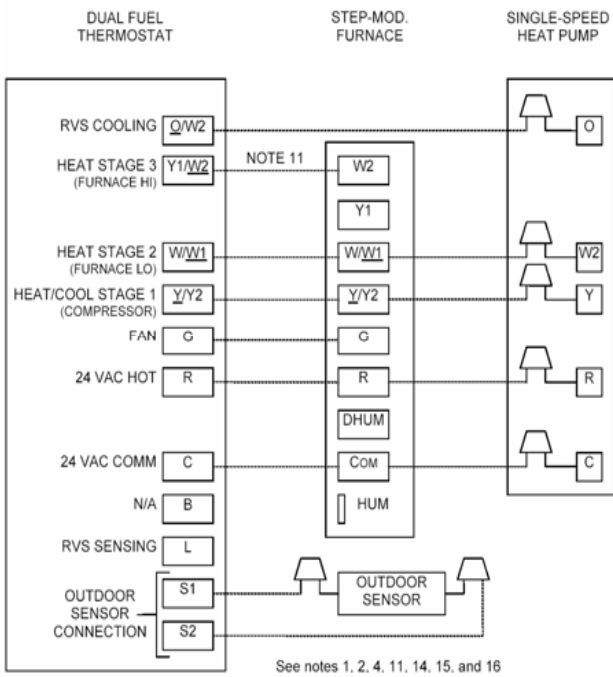 DUAL FUEL THERMOSTAT
STEP-MOD. FURNACE
SINGLE-SPEED HEAT PUMP
RVS COOLING O/W2 O
HEAT STAGE 3 (FURNACE HI) Y1/W2 NOTE 11 W2
Y1
HEAT STAGE 2 (FURNACE LO) W/W1 W/W1 W2
HEAT/COOL STAGE 1 (COMPRESSOR) Y/Y2 Y/Y2 Y
FAN G G
24 VAC HOT R R R
DHUM
24 VAC COMM C COM C
N/A B HUM
RVS SENSING L
OUTDOOR SENSOR CONNECTION S1 S2
OUTDOOR SENSOR
See notes 1, 2, 4, 11, 14, 15, and 16